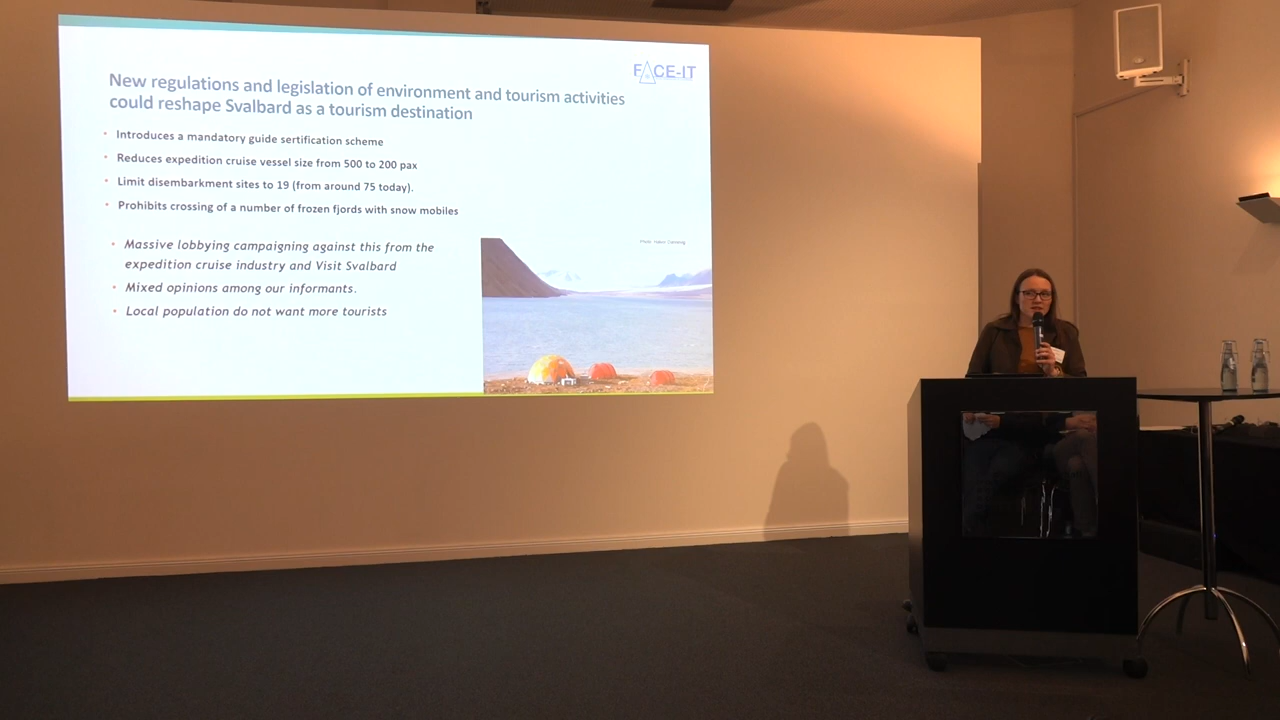 FACE-IT
New regulations and legislation of environment and tourism activities
could reshape Svalbard as a tourism destination
• Introduces a mandatory guide sertification scheme
• Reduces expedition cruise vessel size from 500 to 200 pax
• Limit disembarkment sites to 19 (from around 75 today).
• Prohibits crossing of a number of frozen fjords with snow mobiles
• Massive lobbying campaigning against this from the
expedition cruise industry and Visit Svalbard
• Mixed opinions among our informants.
• Local population do not want more tourists
Photo: